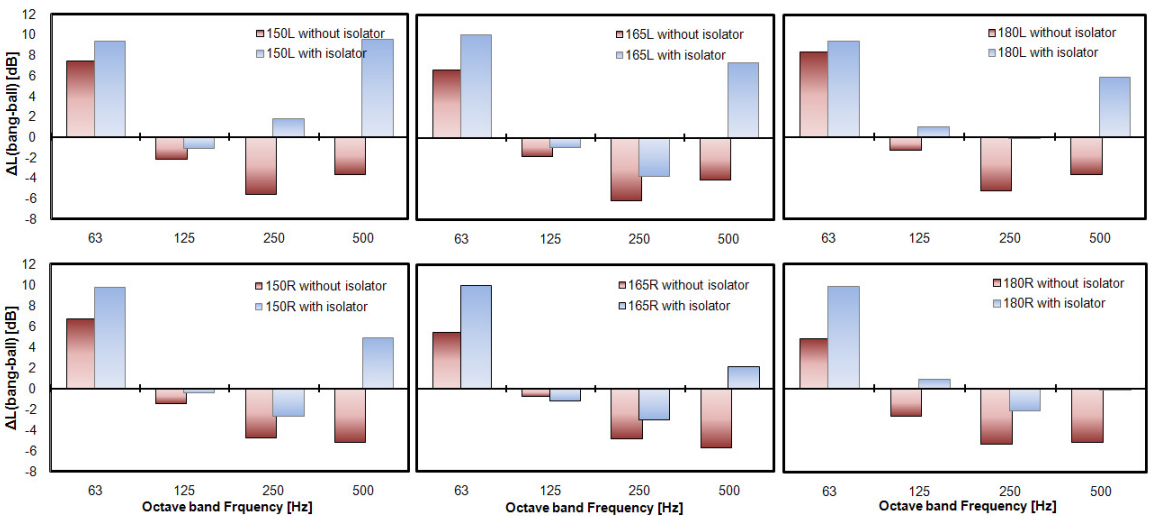 ΔL(bang-ball) [dB]
12
10
8
6
4
2
0
-2
-4
-6
-8
150L without isolator
150L with isolator
63 125 250 500
165L without isolator
165L with isolator
63 125 250 500
180L without isolator
180L with isolator
63 125 250 500
ΔL(bang-ball) [dB]
12
10
8
6
4
2
0
-2
-4
-6
-8
150R without isolator
150R with isolator
63 125 250 500
Octave band Frquency [Hz]
165R without isolator
165R with isolator
63 125 250 500
Octave band Frquency [Hz]
180R without isolator
180R with isolator
63 125 250 500
Octave band Frquency [Hz]